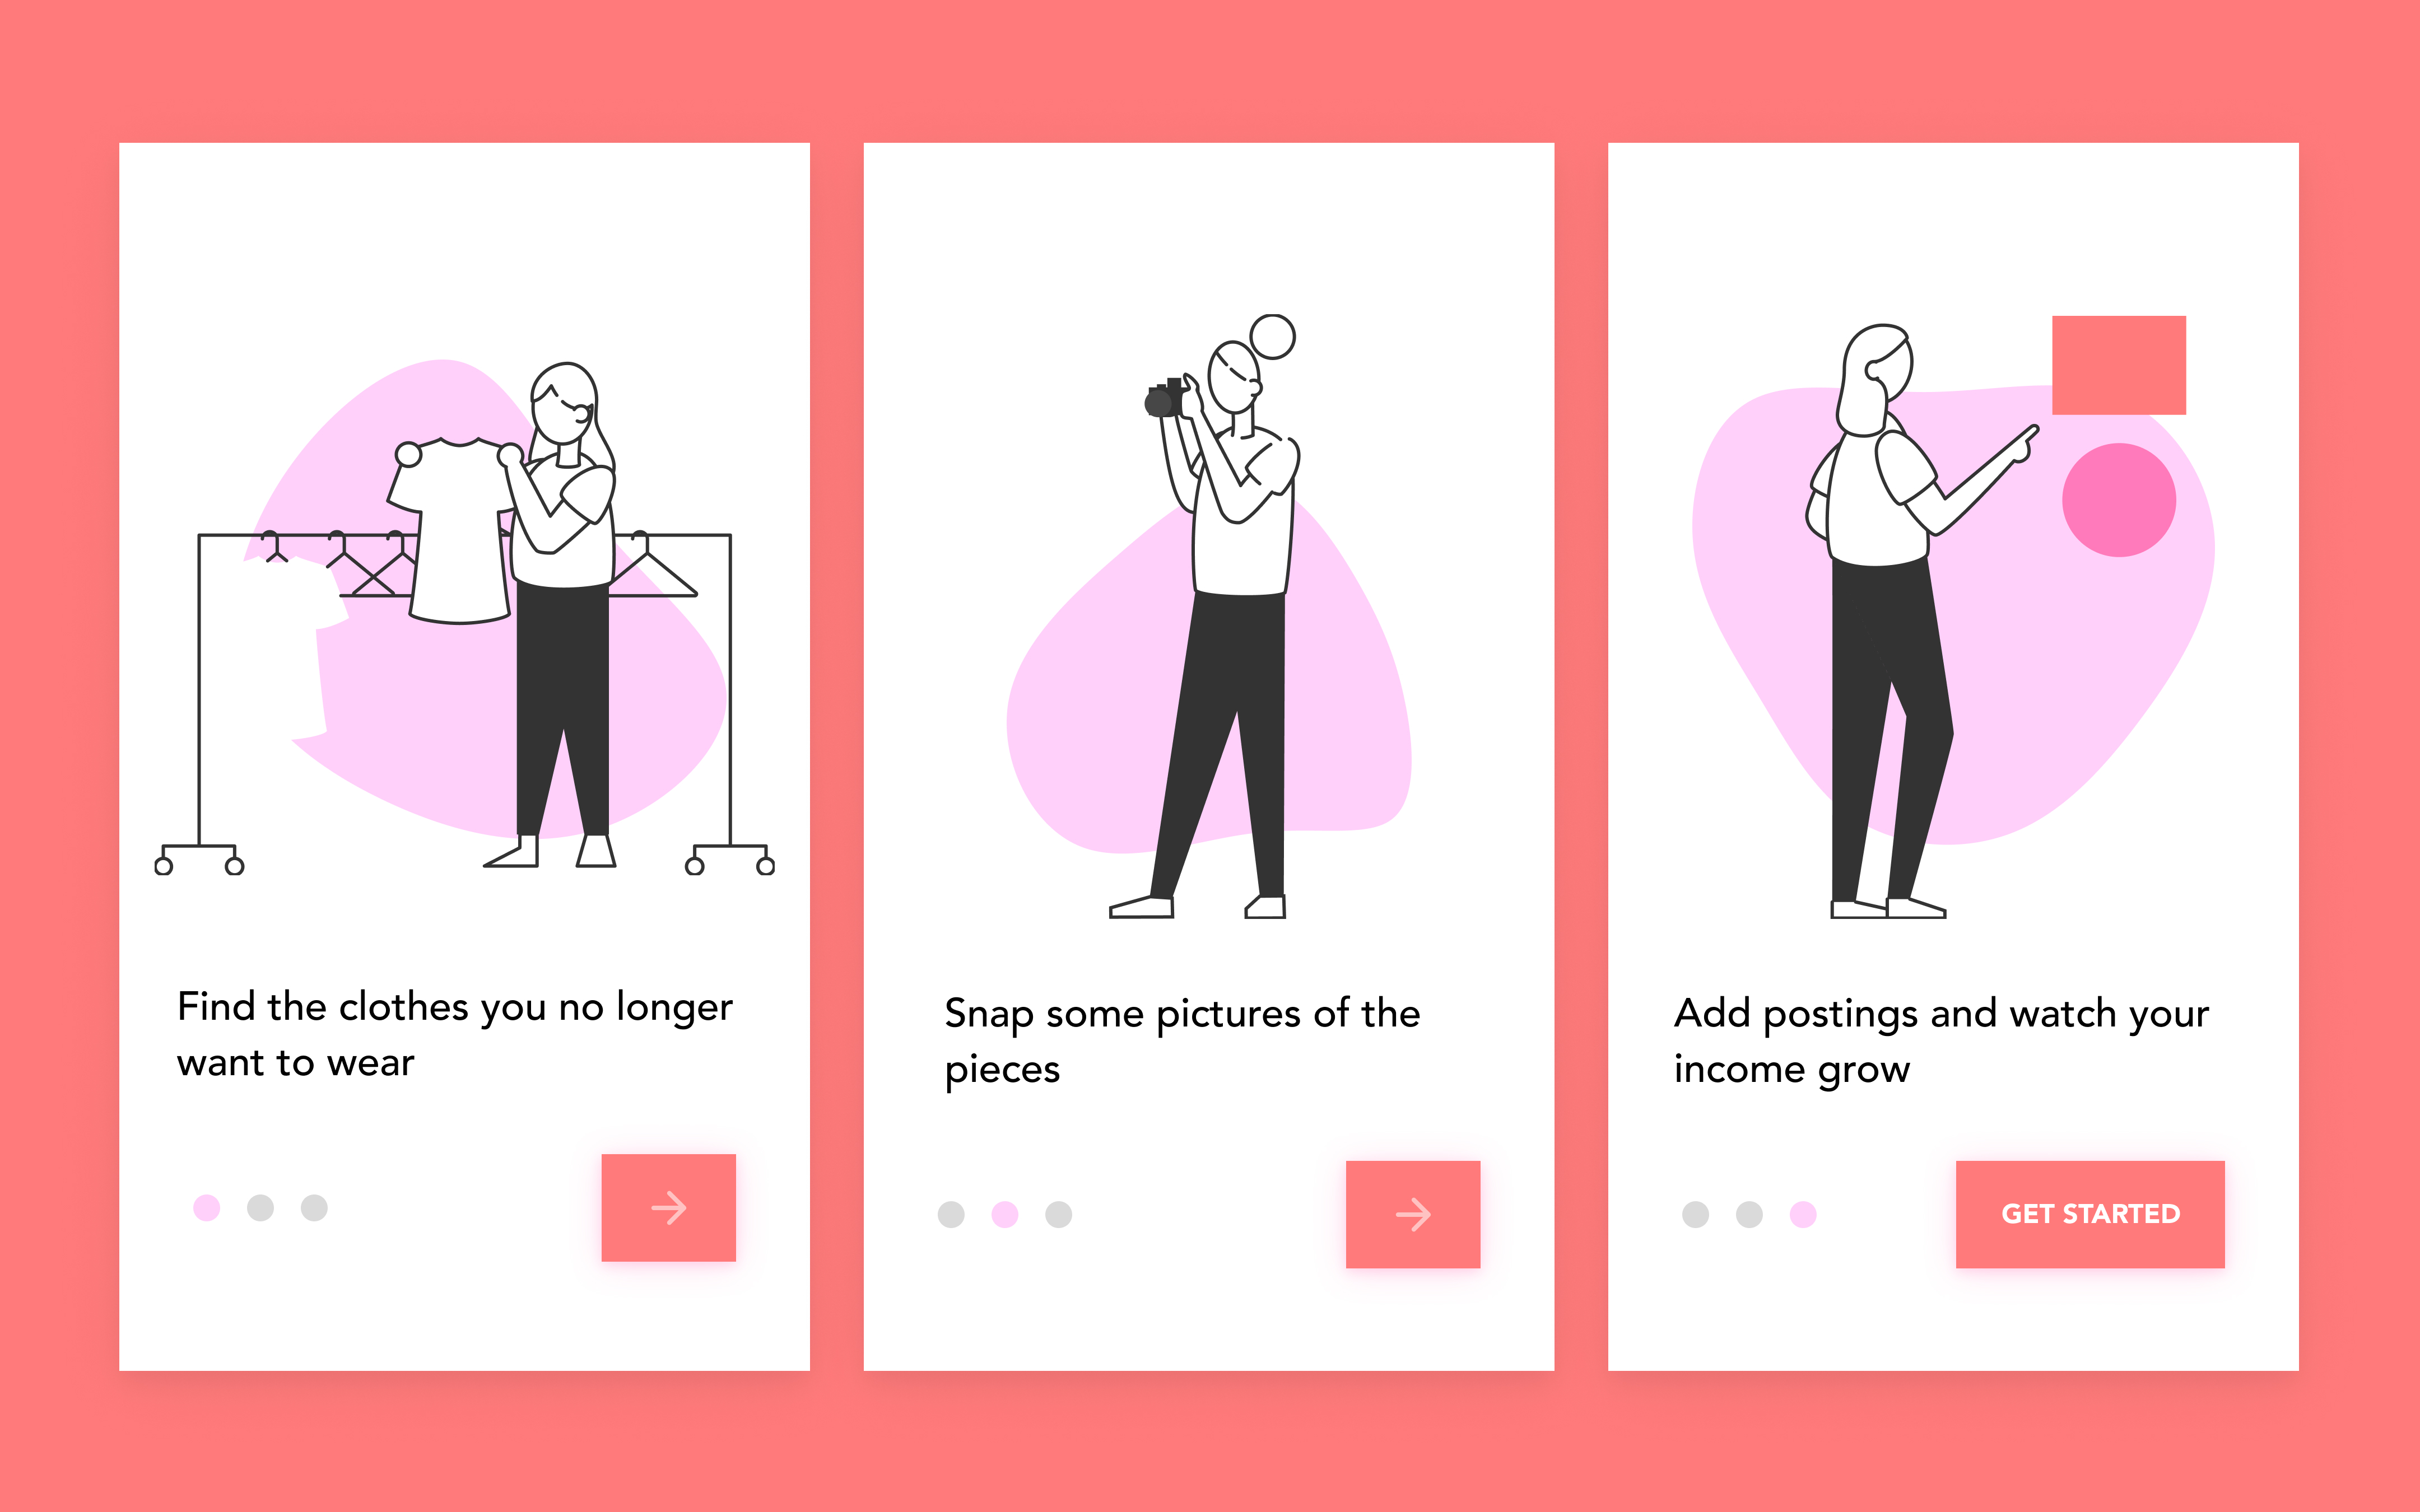 Find the clothes you no longer
want to wear
Snap some pictures of the
pieces
Add postings and watch your
income grow
GET STARTED